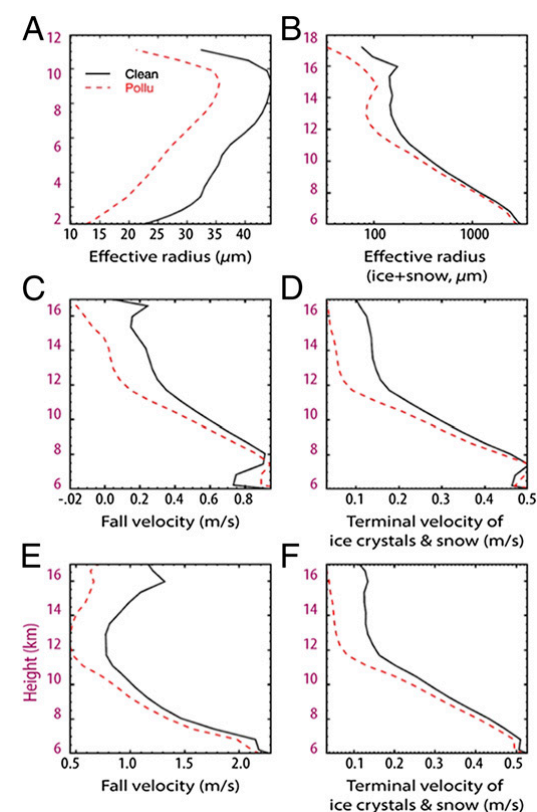 A
B
12
10
8
6
4
2
Clean
Pollu
10 15 20 25 30 35 40
Effective radius (µm)
18
16
14
12
10
8
6
100 1000
Effective radius
(ice+snow, µm)
C
D
16
14
12
10
8
6
-.02 0.0 0.2 0.4 0.6 0.8
Fall velocity (m/s)
16
14
12
10
8
6
0.1 0.2 0.3 0.4 0.5
Terminal velocity of
ice crystals & snow (m/s)
E
F
Height (km)
16
14
12
10
8
6
0.5 1.0 1.5 2.0
Fall velocity (m/s)
16
14
12
10
8
6
0.1 0.2 0.3 0.4 0.5
Terminal velocity of
ice crystals & snow (m/s)